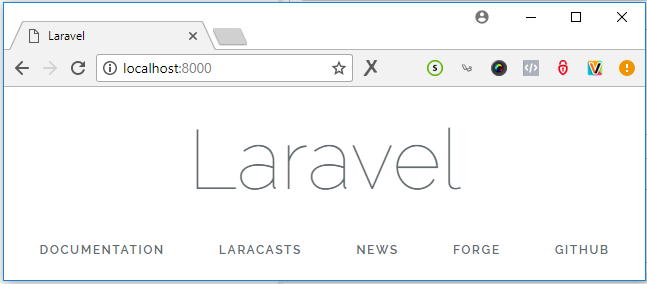 Laravel
localhost:8000
Laravel
DOCUMENTATION LARACASTS NEWS FORGE GITHUB